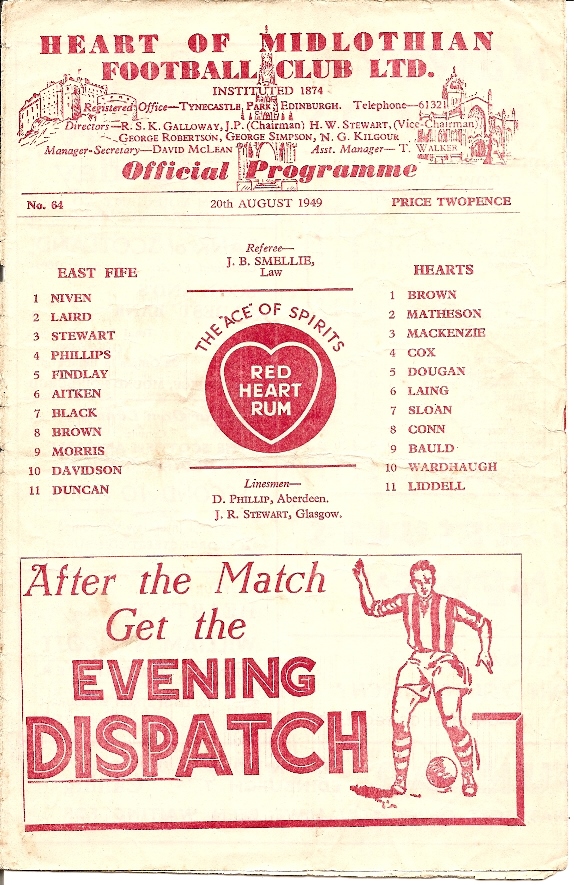 HEART OF MIDLOTHIAN
FOOTBALL CLUB LTD.
INSTITUTED 1874
Registered Office—TYNECASTLE PARK, EDINBURGH. Telephone—61321
Directors—R. S. K. GALLOWAY, J.P. (Chairman) H. W. STEWART, (Vice-Chairman)
GEORGE ROBERTSON, GEORGE SIMPSON, N. G. KILGOUR
Manager-Secretary—DAVID McLEAN Asst. Manager—T. WALKER
Official Programme
No. 64 20th AUGUST 1949 PRICE TWOPENCE
Referee—
J. B. SMELLIE,
Law
EAST FIFE
1 NIVEN
2 LAIRD
3 STEWART
4 PHILLIPS
5 FINDLAY
6 AITKEN
7 BLACK
8 BROWN
9 MORRIS
10 DAVIDSON
11 DUNCAN
THE "ACE" OF SPIRITS
RED
HEART
RUM
HEARTS
1 BROWN
2 MATHESON
3 MACKENZIE
4 COX
5 DOUGAN
6 LAING
7 SLOAN
8 CONN
9 BAULD
10 WARDHAUGH
11 LIDDELL
Linesmen—
D. PHILLIP, Aberdeen.
J. R. STEWART, Glasgow.
After the Match
Get the
EVENING
DISPATCH